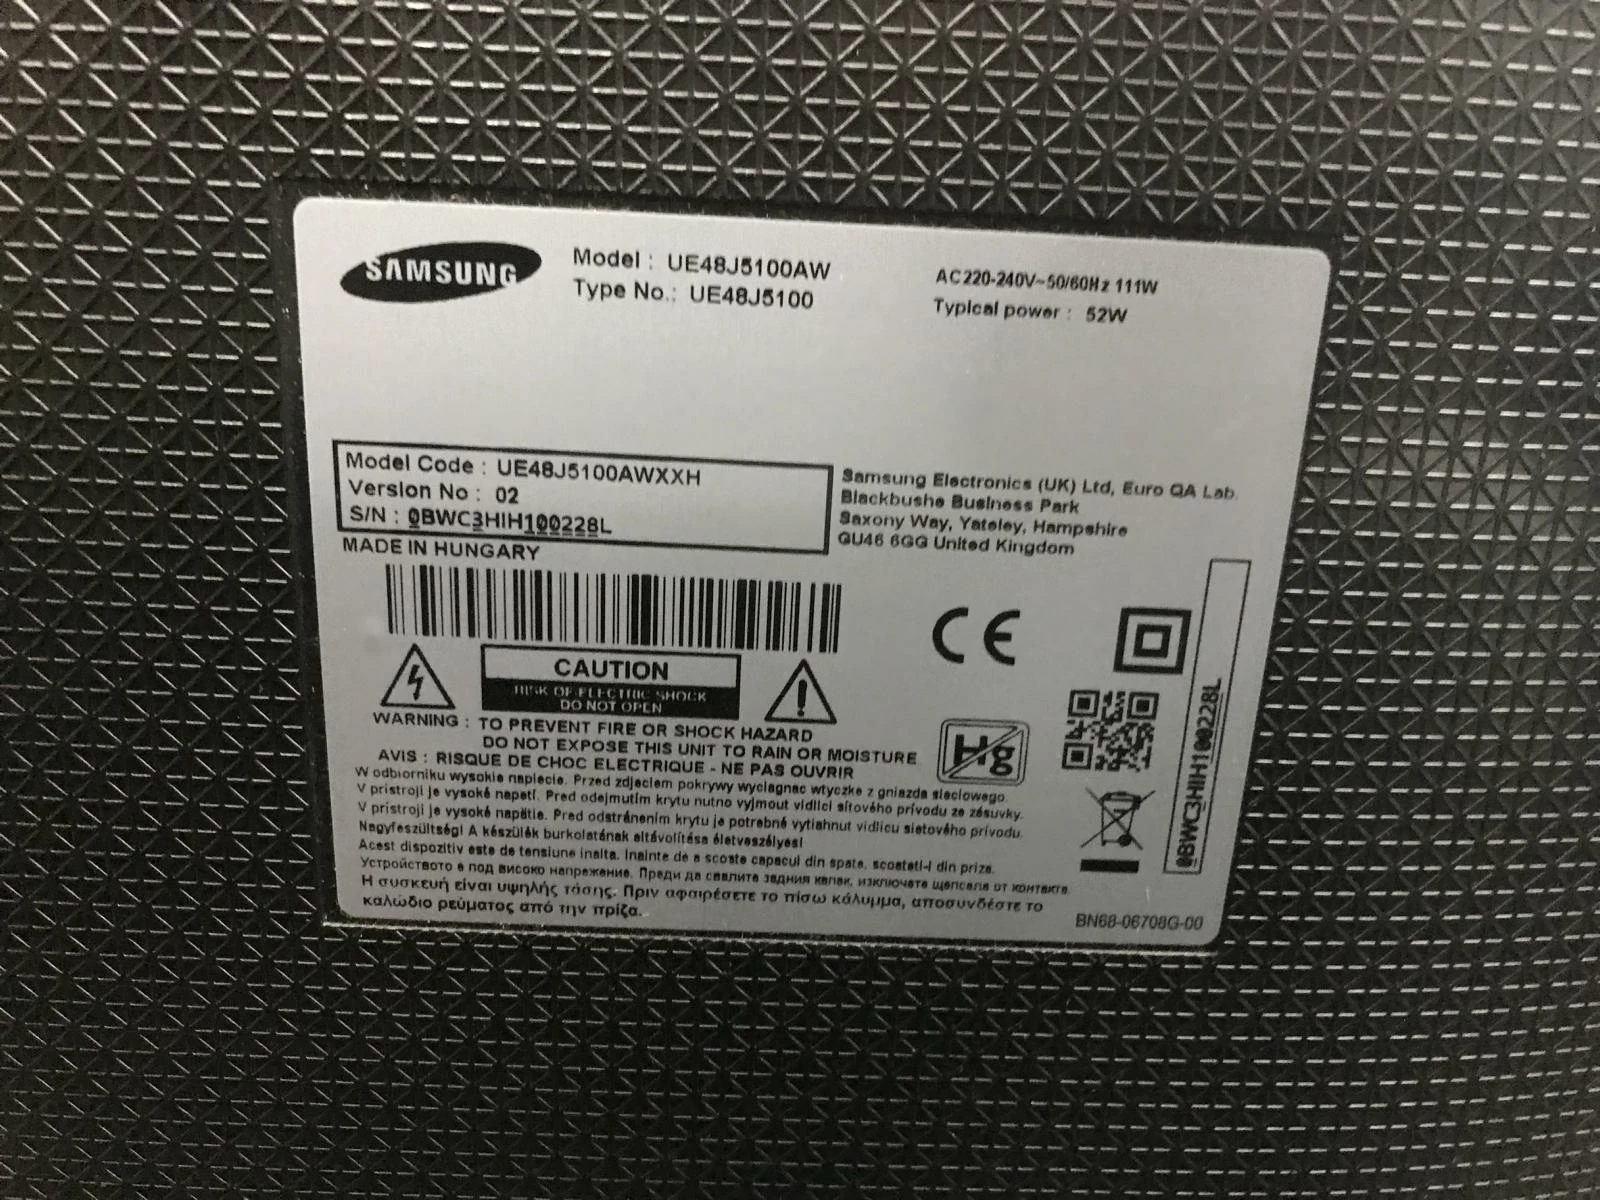 SAMSUNG
Model : UE48J5100AW
Type No.: UE48J5100
AC220-240V~50/60Hz 111W
Typical power : 52W
Model Code : UE48J5100AWXXH
Version No : 02
S/N : 0BWC3HIH100228L
MADE IN HUNGARY
Samsung Electronics (UK) Ltd, Euro QA Lab.
Blackbushe Business Park
Saxony Way, Yateley, Hampshire
GU46 6GG United Kingdom
CE
CAUTION
RISK OF ELECTRIC SHOCK
DO NOT OPEN
WARNING : TO PREVENT FIRE OR SHOCK HAZARD
DO NOT EXPOSE THIS UNIT TO RAIN OR MOISTURE
AVIS : RISQUE DE CHOC ELECTRIQUE - NE PAS OUVRIR
W odbiorniku wysokie napiecie. Przed zdjeciem pokrywy wyciagnac wtyczke z gniazda sieciowego.
V prístroji je vysoké napětí. Pred odejmutím krytu nutno vyjmout vidlici síťového prívodu ze zásuvky.
V prístroji je vysoké napätie. Pred odstránením krytu je potrebné vytiahnut vidlicu sietového prívodu.
Nagyfeszültség! A készülék burkolatának eltávolítása életveszélyes!
Acest dispozitiv este de tensiune inalta. Inainte de a scoate capacul din spate, scoateti-l din priza.
Устройството е под високо напрежение. Преди да свалите задния капак, изключете щепсела от контакта.
Η συσκευή είναι υψηλής τάσης. Πριν αφαιρέσετε το πίσω κάλυμμα, αποσυνδέστε το
καλώδιο ρεύματος από την πρίζα.
Hg
0BWC3HIH100228L
BN68-06708G-00